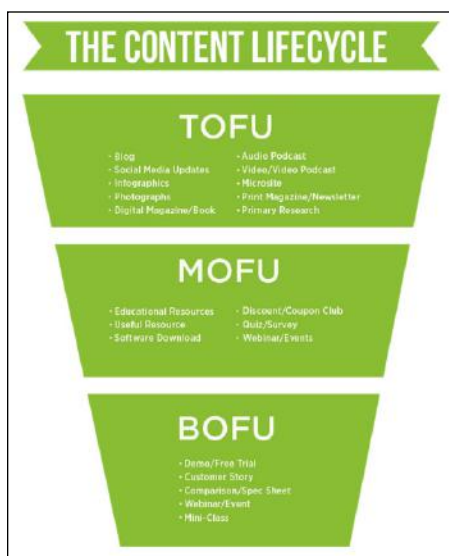 THE CONTENT LIFECYCLE
TOFU
• Blog
• Social Media Updates
• Infographics
• Photographs
• Digital Magazine/Book
• Audio Podcast
• Video/Video Podcast
• Microsite
• Print Magazine/Newsletter
• Primary Research
MOFU
• Educational Resources
• Useful Resource
• Software Download
• Discount/Coupon Club
• Quiz/Survey
• Webinar/Events
BOFU
• Demo/Free Trial
• Customer Story
• Comparison/Spec Sheet
• Webinar/Event
• Mini-Class